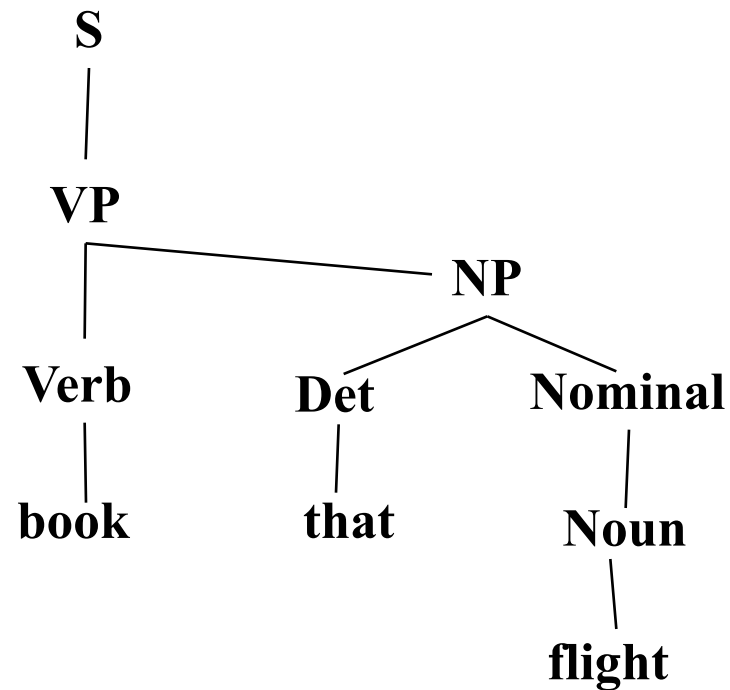 S
VP
NP
Verb
Det
Nominal
book
that
Noun
flight